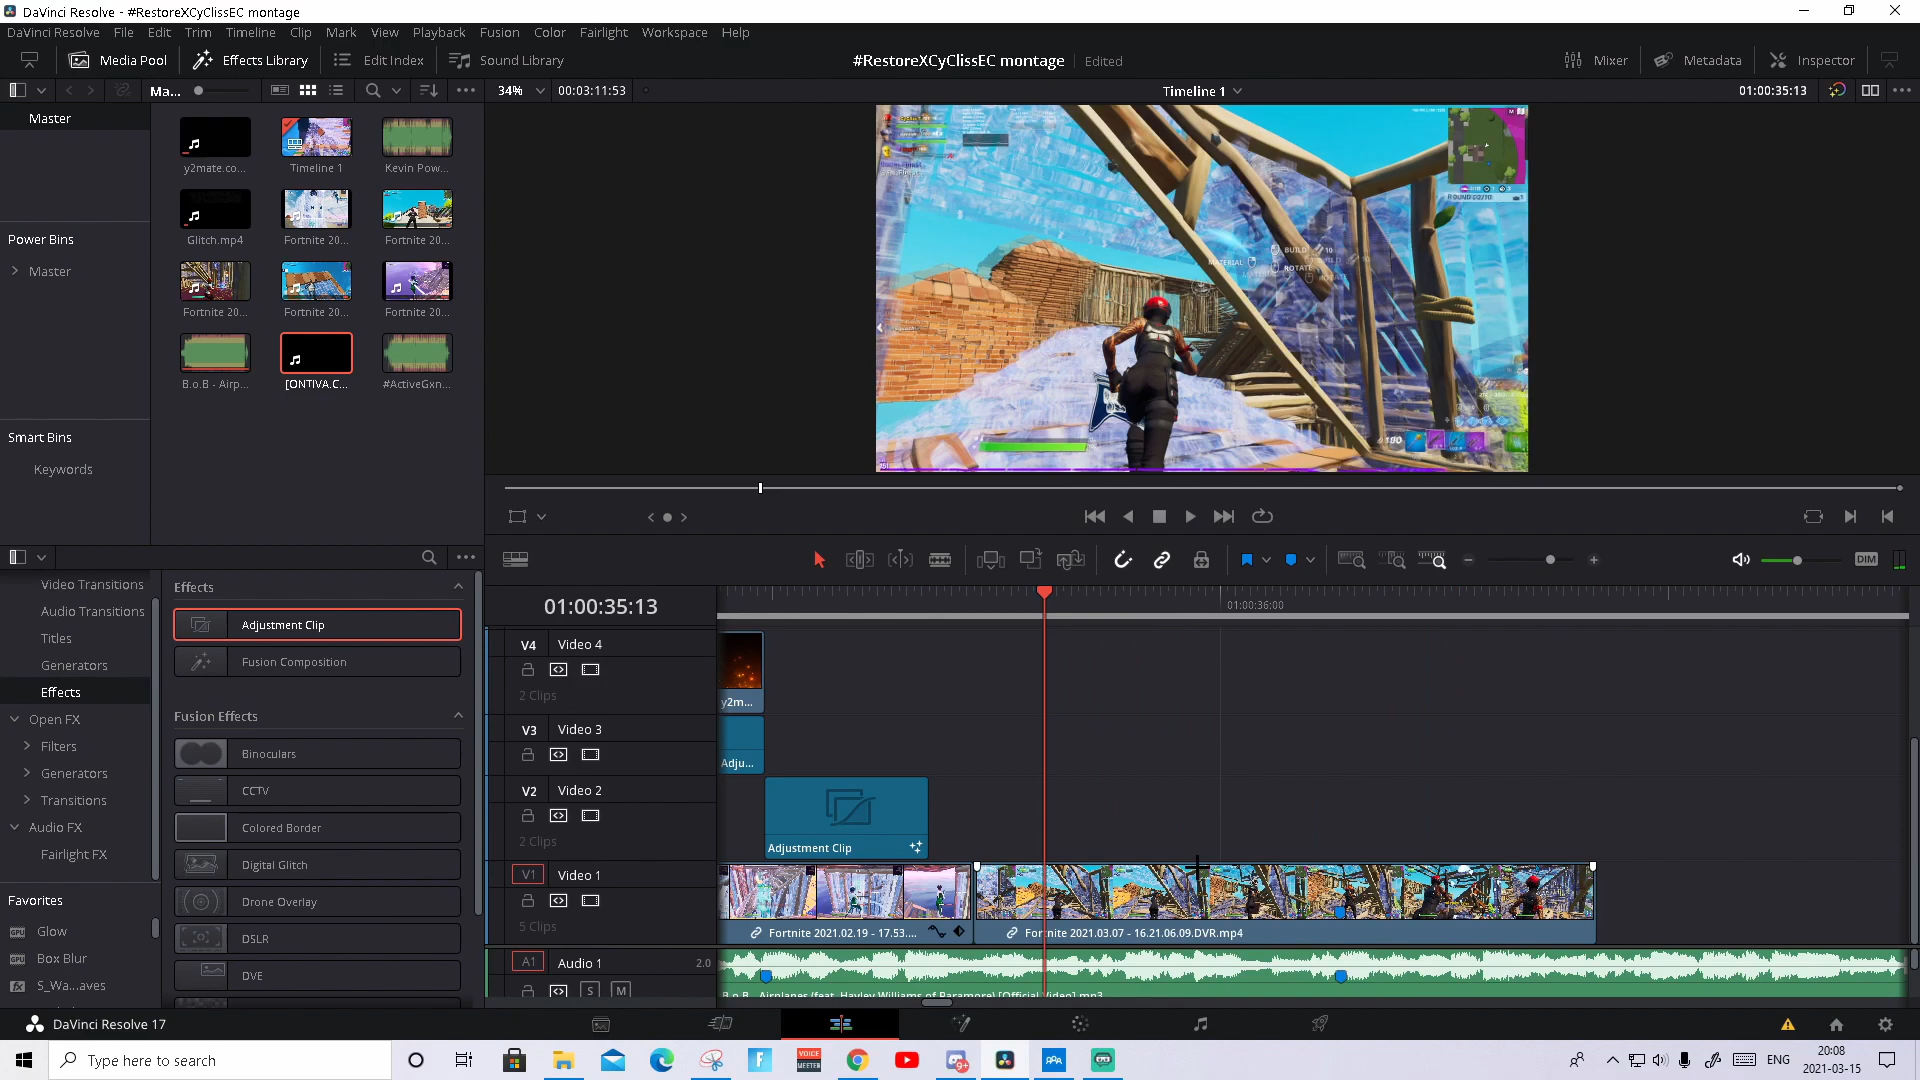 DaVinci Resolve - #RestoreXCyClissEC montage
DaVinci Resolve File Edit Trim Timeline Clip Mark View Playback Fusion Color Fairlight Workspace Help
Media Pool Effects Library Edit Index Sound Library #RestoreXCyClissEC montage Edited Mixer Metadata Inspector
Ma... 34% 00:03:11:53 Timeline 1 01:00:35:13
Master
y2mate.co... Timeline 1 Kevin Pow...
Glitch.mp4 Fortnite 20... Fortnite 20...
Power Bins
Master
Fortnite 20... Fortnite 20... Fortnite 20...
B.o.B - Airp... [ONTIVA.C... #ActiveGxn...
Smart Bins
Keywords
BUILD
MATERIAL
ROTATE
DIM
Video Transitions
Audio Transitions
Titles
Generators
Effects
Open FX
Filters
Generators
Transitions
Audio FX
Fairlight FX
Favorites
Glow
Box Blur
S_Wa...aves
Effects
Adjustment Clip
Fusion Composition
Fusion Effects
Binoculars
CCTV
Colored Border
Digital Glitch
Drone Overlay
DSLR
DVE
01:00:35:13 01:00:36:00
V4 Video 4
2 Clips
y2m...
V3 Video 3
Adju...
V2 Video 2
2 Clips
Adjustment Clip
V1 Video 1
5 Clips
Fortnite 2021.02.19 - 17.53.... Fortnite 2021.03.07 - 16.21.06.09.DVR.mp4
A1 Audio 1 2.0
S M
B.o.B - Airplanes (feat. Hayley Williams of Paramore) [Official Video].mp3
DaVinci Resolve 17
Type here to search
VOICE
MEETER
9+
ENG
20:08
2021-03-15